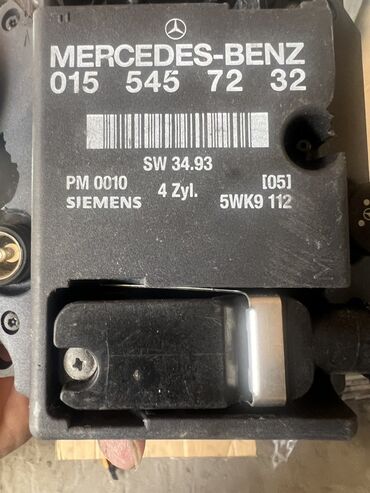 MERCEDES-BENZ
015 545 72 32
SW 34.93
PM 0010 4 Zyl. [05]
SIEMENS 5WK9 112